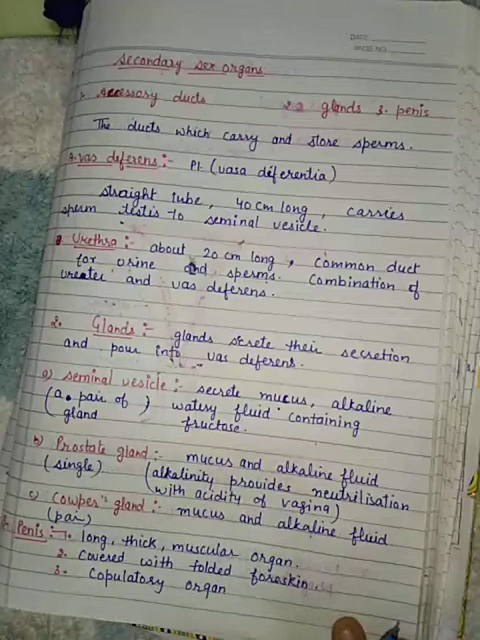 DATE
PAGE NO.
Secondary sex organs
1. Accessory ducts 2. glands 3. penis
The ducts which carry and store sperms.
A. vas deferens :- Pl. (vasa diferentia)
straight tube, 40 cm long, carries
sperm testis to seminal vesicle.
B. Urethra :- about 20 cm long, Common duct
for urine and sperms. Combination of
ureter and vas deferens.
2. Glands :- glands secrete their secretion
and pour info vas deferens.
a) seminal vesicle :- secrete mucus, alkaline
(a. pair of) watery fluid containing
gland fructose.
b) Prostate gland :- mucus and alkaline fluid
(single) (alkalinity provides neutrilisation
with acidity of vagina)
c) Cowper's gland :- mucus and alkaline fluid
(pair)
Penis :- 1. long, thick, muscular organ.
2. covered with folded foreskin.
3. Copulatory organ